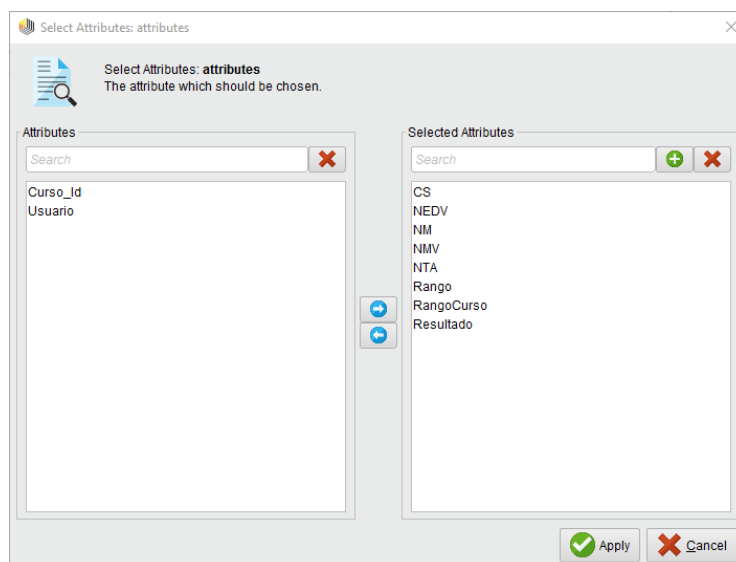 Select Attributes: attributes
Select Attributes: attributes
The attribute which should be chosen.
Attributes
Search
Curso_Id
Usuario
Selected Attributes
Search
CS
NEDV
NM
NMV
NTA
Rango
RangoCurso
Resultado
Apply
Cancel